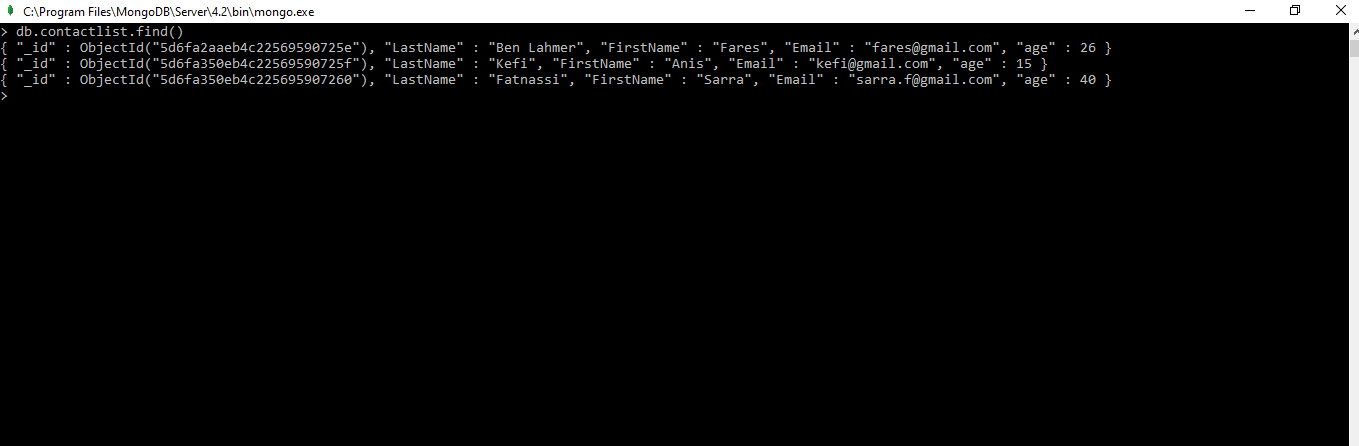 C:\Program Files\MongoDB\Server\4.2\bin\mongo.exe
> db.contactlist.find()
{ "_id" : ObjectId("5d6fa2aaeb4c22569590725e"), "LastName" : "Ben Lahmer", "FirstName" : "Fares", "Email" : "fares@gmail.com", "age" : 26 }
{ "_id" : ObjectId("5d6fa350eb4c22569590725f"), "LastName" : "Kefi", "FirstName" : "Anis", "Email" : "kefi@gmail.com", "age" : 15 }
{ "_id" : ObjectId("5d6fa350eb4c225695907260"), "LastName" : "Fatnassi", "FirstName" : "Sarra", "Email" : "sarra.f@gmail.com", "age" : 40 }
>